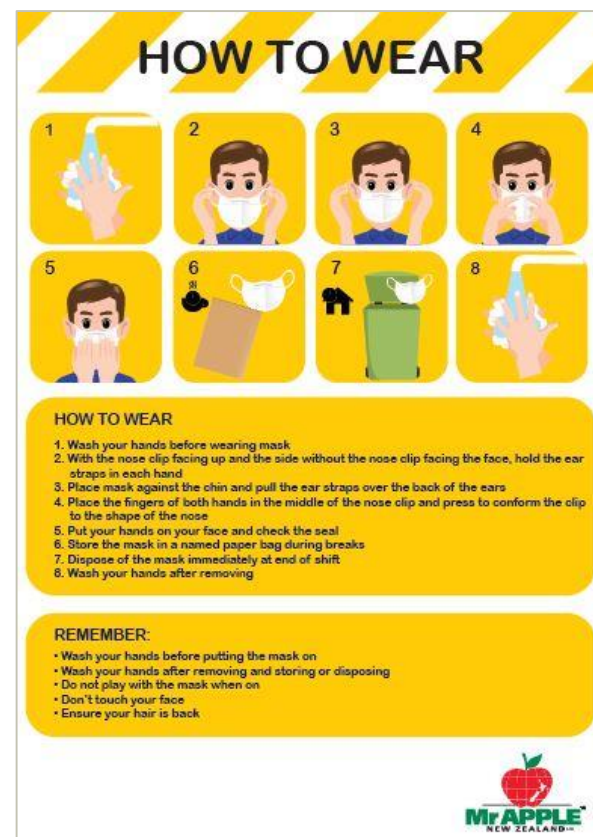 HOW TO WEAR
1
2
3
4
5
6
7
8
HOW TO WEAR
1. Wash your hands before wearing mask
2. With the nose clip facing up and the side without the nose clip facing the face, hold the ear
straps in each hand
3. Place mask against the chin and pull the ear straps over the back of the ears
4. Place the fingers of both hands in the middle of the nose clip and press to conform the clip
to the shape of the nose
5. Put your hands on your face and check the seal
6. Store the mask in a named paper bag during breaks
7. Dispose of the mask immediately at end of shift
8. Wash your hands after removing
REMEMBER:
• Wash your hands before putting the mask on
• Wash your hands after removing and storing or disposing
• Do not play with the mask when on
• Don't touch your face
• Ensure your hair is back
Mr APPLE
NEW ZEALAND